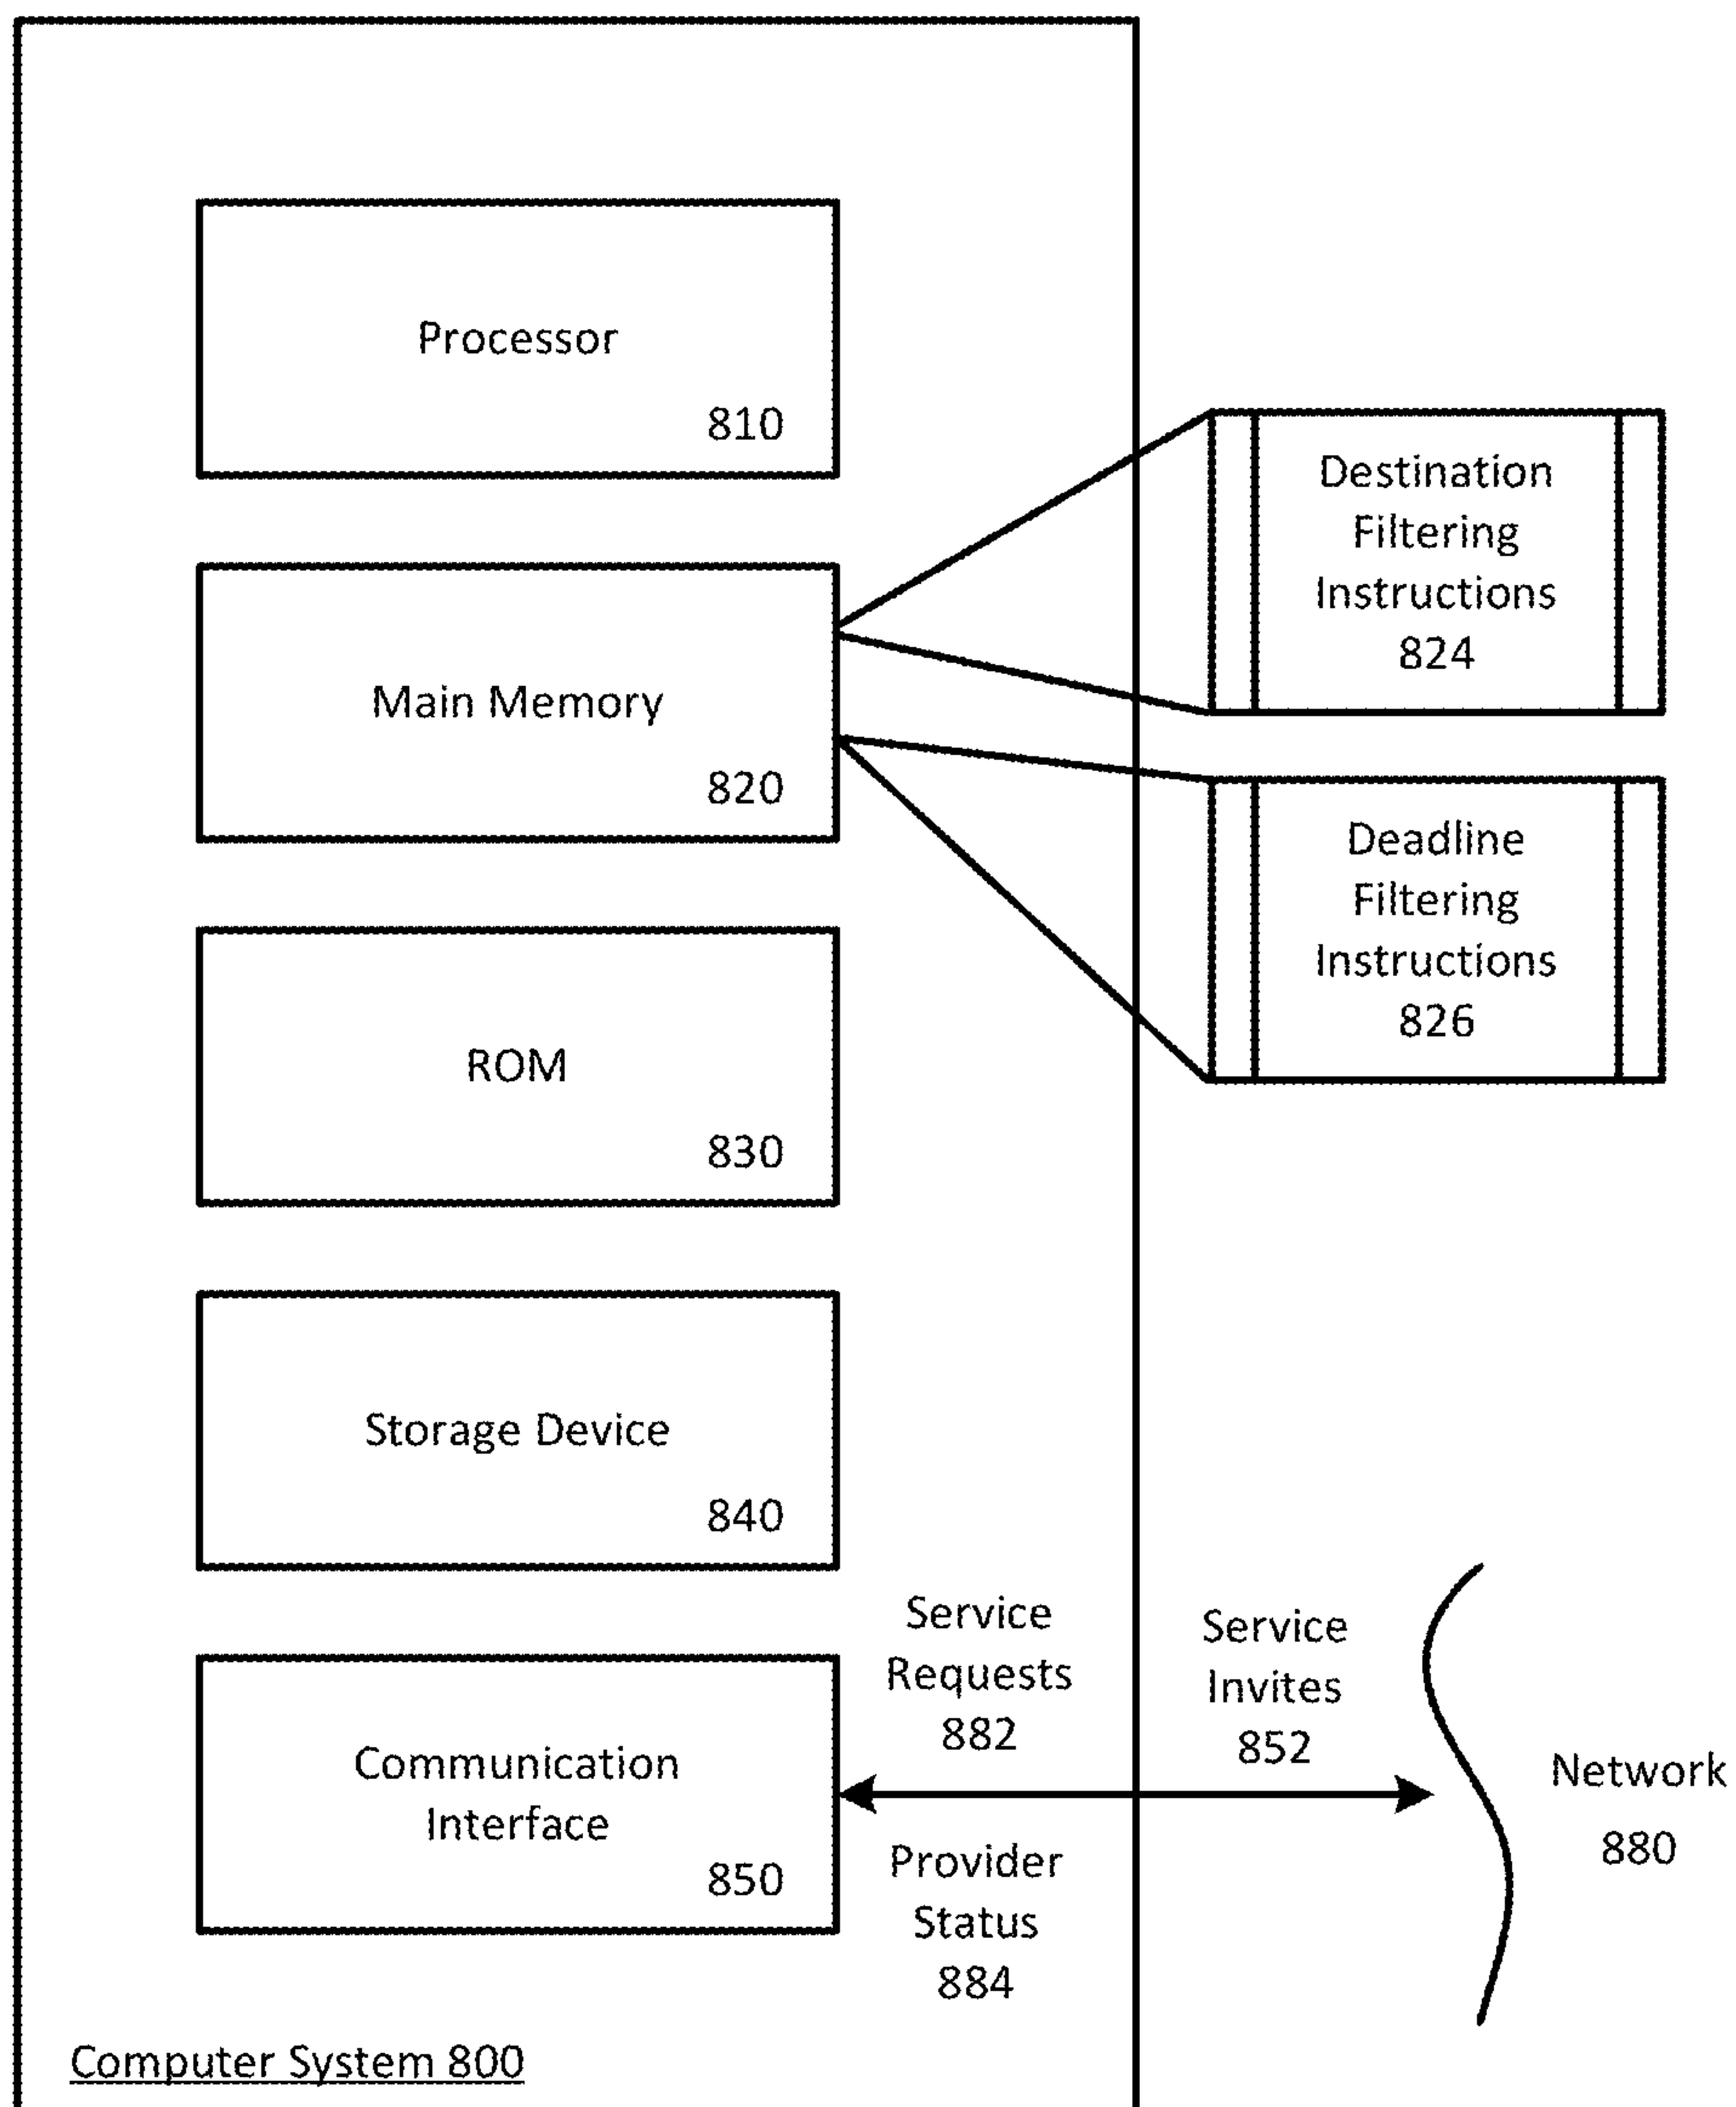 Processor
810
Destination
Filtering
Instructions
824
Main Memory
820
Deadline
Filtering
Instructions
826
ROM
830
Storage Device
840
Service
Requests
882
Service
Invites
852
Communication
Interface
850
Network
880
Provider
Status
884
Computer System 800